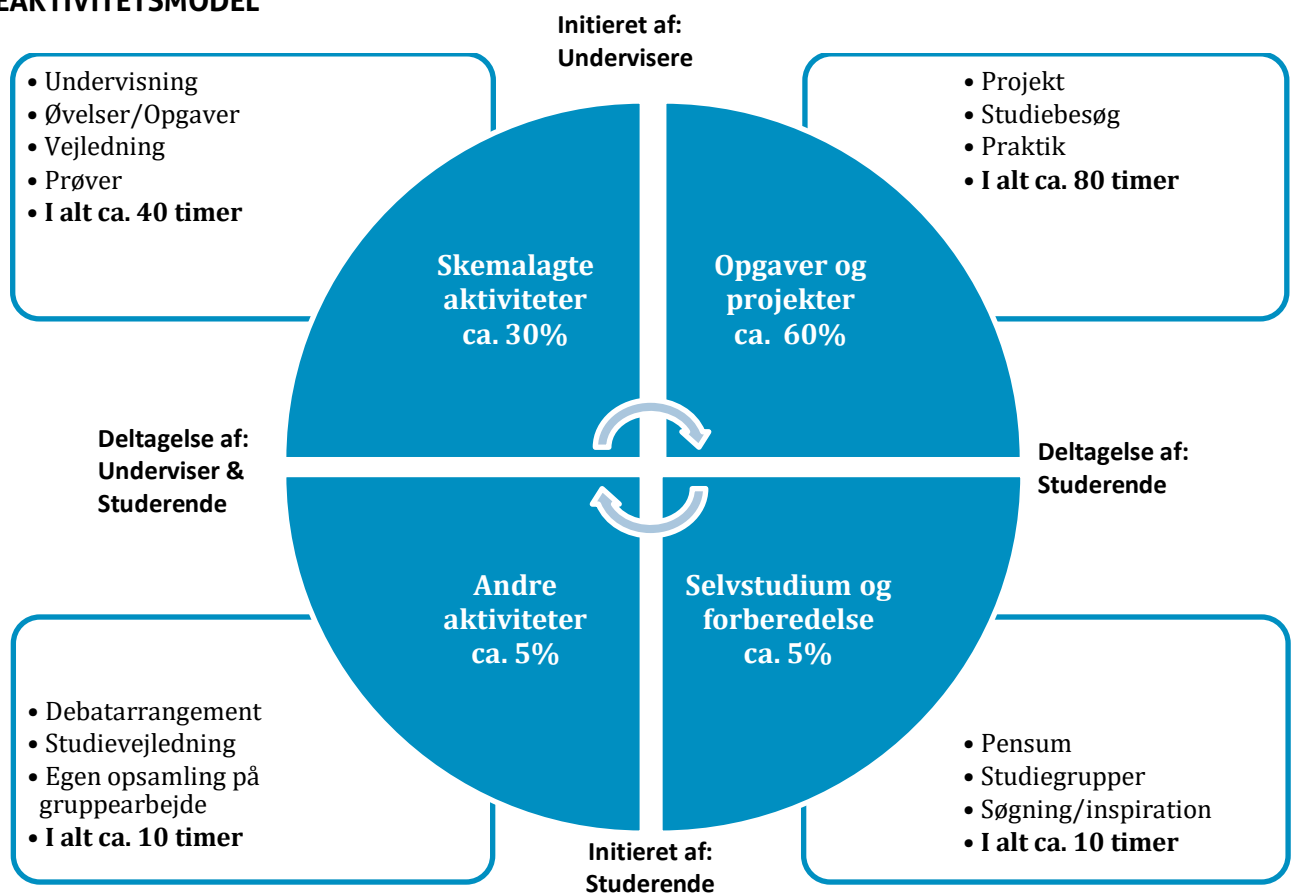 EAKTIVITETSMODEL
Initieret af:
Undervisere
• Undervisning
• Øvelser/Opgaver
• Vejledning
• Prøver
• I alt ca. 40 timer
• Projekt
• Studiebesøg
• Praktik
• I alt ca. 80 timer
Skemalagte
aktiviteter
ca. 30%
Opgaver og
projekter
ca. 60%
Deltagelse af:
Underviser &
Studerende
Deltagelse af:
Studerende
Andre
aktiviteter
ca. 5%
Selvstudium og
forberedelse
ca. 5%
• Debatarrangement
• Studievejledning
• Egen opsamling på
gruppearbejde
• I alt ca. 10 timer
• Pensum
• Studiegrupper
• Søgning/inspiration
• I alt ca. 10 timer
Initieret af:
Studerende